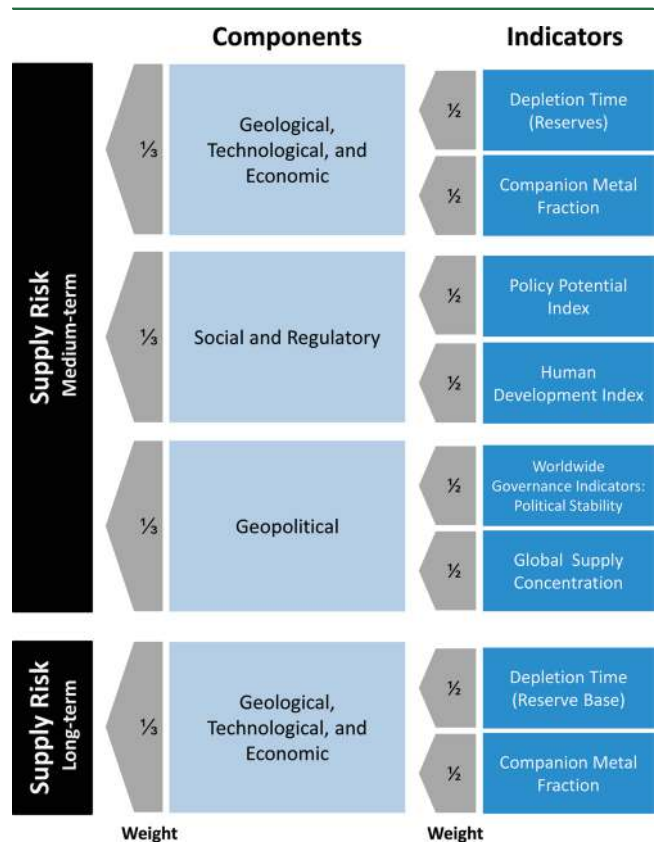 Components
Indicators
Supply Risk
Medium-term
⅓
Geological,
Technological, and
Economic
½
Depletion Time
(Reserves)
½
Companion Metal
Fraction
⅓
Social and Regulatory
½
Policy Potential
Index
½
Human
Development Index
⅓
Geopolitical
½
Worldwide
Governance Indicators:
Political Stability
½
Global Supply
Concentration
Supply Risk
Long-term
⅓
Geological,
Technological, and
Economic
½
Depletion Time
(Reserve Base)
½
Companion Metal
Fraction
Weight
Weight